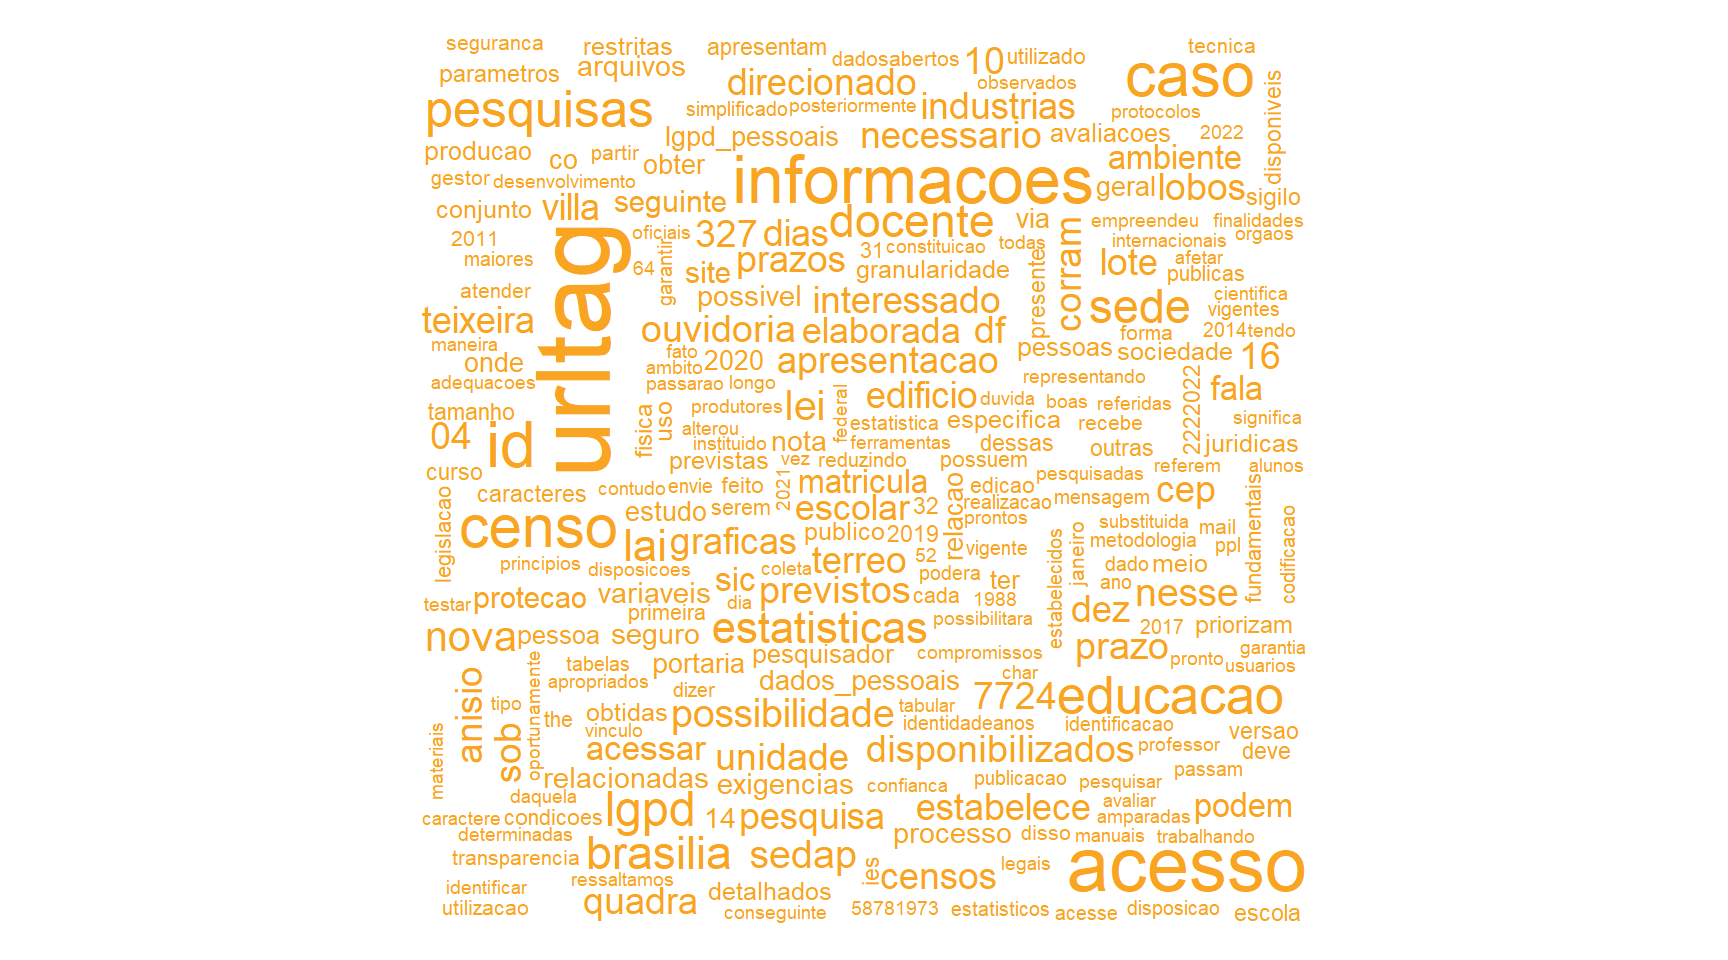 seguranca restritas apresentam dadosabertos 10 utilizado tecnica
parametros arquivos direcionado observados caso disponiveis
pesquisas simplificado posteriormente industrias protocolos
lgpd_pessoais necessario avaliacoes 2022
producao co partir obter informacoes ambiente
gestor desenvolvimento geral lobos sigilo
conjunto villa seguinte docente via empreendeu finalidades
2011 urltag oficiais 327 dias 31 constituicao todas corram internacionais orgaos
maiores 64 garantir site prazos granularidade presentes lote afetar publicas
atender possivel interessado sede cientifica vigentes
teixeira ouvidoria elaborada df forma 2014 tendo
maneira onde fato 2020 apresentacao pessoas sociedade 16
adequacoes ambito passarao longo representando 22222022 fala
tamanho fisica uso produtores lei federal edificio duvida boas referidas significa
04 id alterou instituido nota estatistica especifica recebe
ferramentas dessas outras juridicas
curso previstas vez reduzindo possuem pesquisadas referem alunos
caracteres contudo envie feito 2021 matricula relacao edicao mensagem cep fundamentais
legislacao censo estudo serem escolar 32 realizacao prontos substituida mail codificacao
lai graficas publico 2019 vigente janeiro metodologia ppl
principios disposicoes coleta terreo 52 estabelecidos dado meio
testar protecao variaveis sic previstos podera ter ano nesse
primeira dia cada 1988 dez
nova pessoa seguro estatisticas possibilitara 2017 priorizam
tabelas portaria pesquisador compromissos prazo pronto garantia usuarios
anisio oportunamente apropriados dizer dados_pessoais char
tipo sob the obtidas possibilidade tabular 7724 educacao
vinculo identidadeanos identificacao versao
materiais acessar unidade disponibilizados professor deve
relacionadas exigencias confianca publicacao pesquisar passam
daquela lgpd 14 pesquisa estabelece avaliar podem
caractere condicoes amparadas
determinadas processo disso manuais trabalhando
transparencia brasilia sedap ies legais acesso
identificar ressaltamos detalhados censos
utilizacao quadra conseguinte 58781973 estatisticos acesse disposicao escola